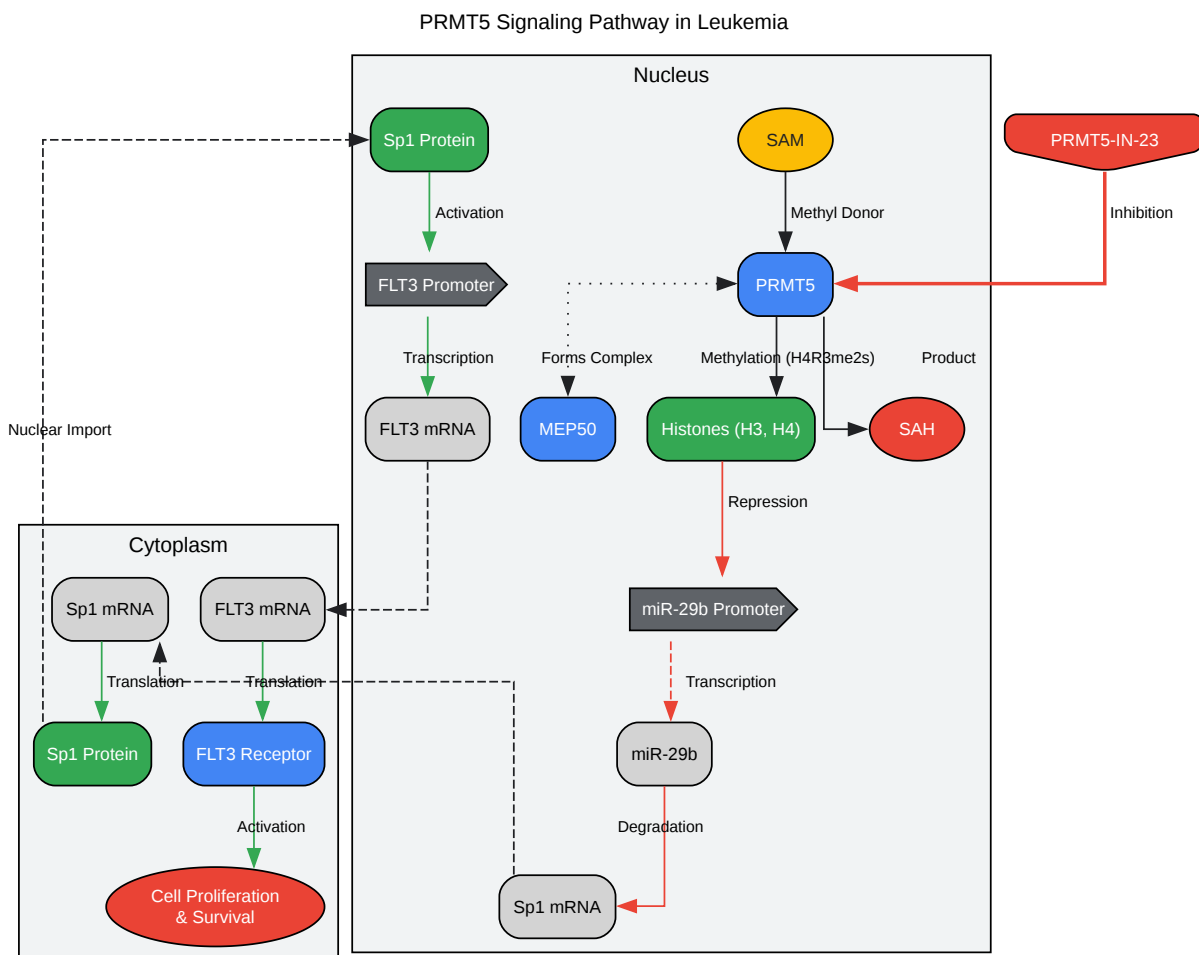 PRMT5 Signaling Pathway in Leukemia
Nucleus
Sp1 Protein
SAM
PRMT5-IN-23
Activation
Methyl Donor
Inhibition
FLT3 Promoter
PRMT5
Transcription
Forms Complex
Methylation (H4R3me2s)
Product
Nuclear Import
FLT3 mRNA
MEP50
Histones (H3, H4)
SAH
Repression
Cytoplasm
Sp1 mRNA
FLT3 mRNA
miR-29b Promoter
Translation
Translation
Transcription
Sp1 Protein
FLT3 Receptor
miR-29b
Activation
Degradation
Cell Proliferation
& Survival
Sp1 mRNA